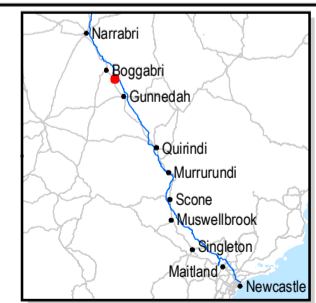 Narrabri
Boggabri
Gunnedah
Quirindi
Murrurundi
Scone
Muswellbrook
Singleton
Maitland
Newcastle